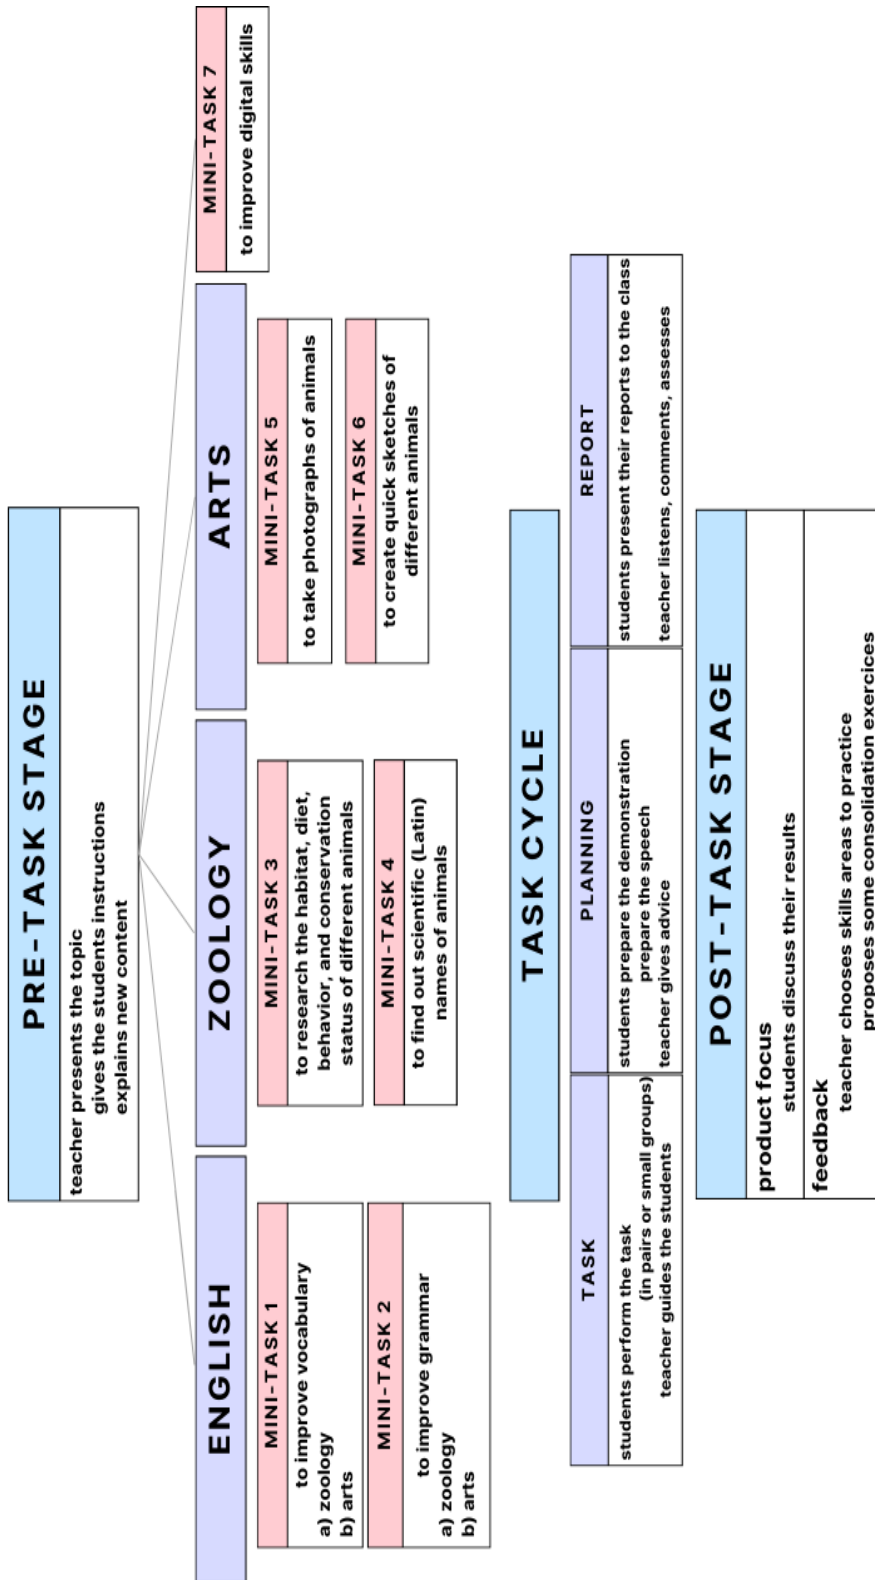 PRE-TASK STAGE
teacher presents the topic
gives the students instructions
explains new content
ENGLISH
MINI-TASK 1
to improve vocabulary
a) zoology
b) arts
MINI-TASK 2
to improve grammar
a) zoology
b) arts
ZOOLOGY
MINI-TASK 3
to research the habitat, diet,
behavior, and conservation
status of different animals
MINI-TASK 4
to find out scientific (Latin)
names of animals
ARTS
MINI-TASK 5
to take photographs of animals
MINI-TASK 6
to create quick sketches of
different animals
MINI-TASK 7
to improve digital skills
TASK CYCLE
TASK
students perform the task
(in pairs or small groups)
teacher guides the students
PLANNING
students prepare the demonstration
prepare the speech
teacher gives advice
REPORT
students present their reports to the class
teacher listens, comments, assesses
POST-TASK STAGE
product focus
students discuss their results
feedback
teacher chooses skills areas to practice
proposes some consolidation exercices